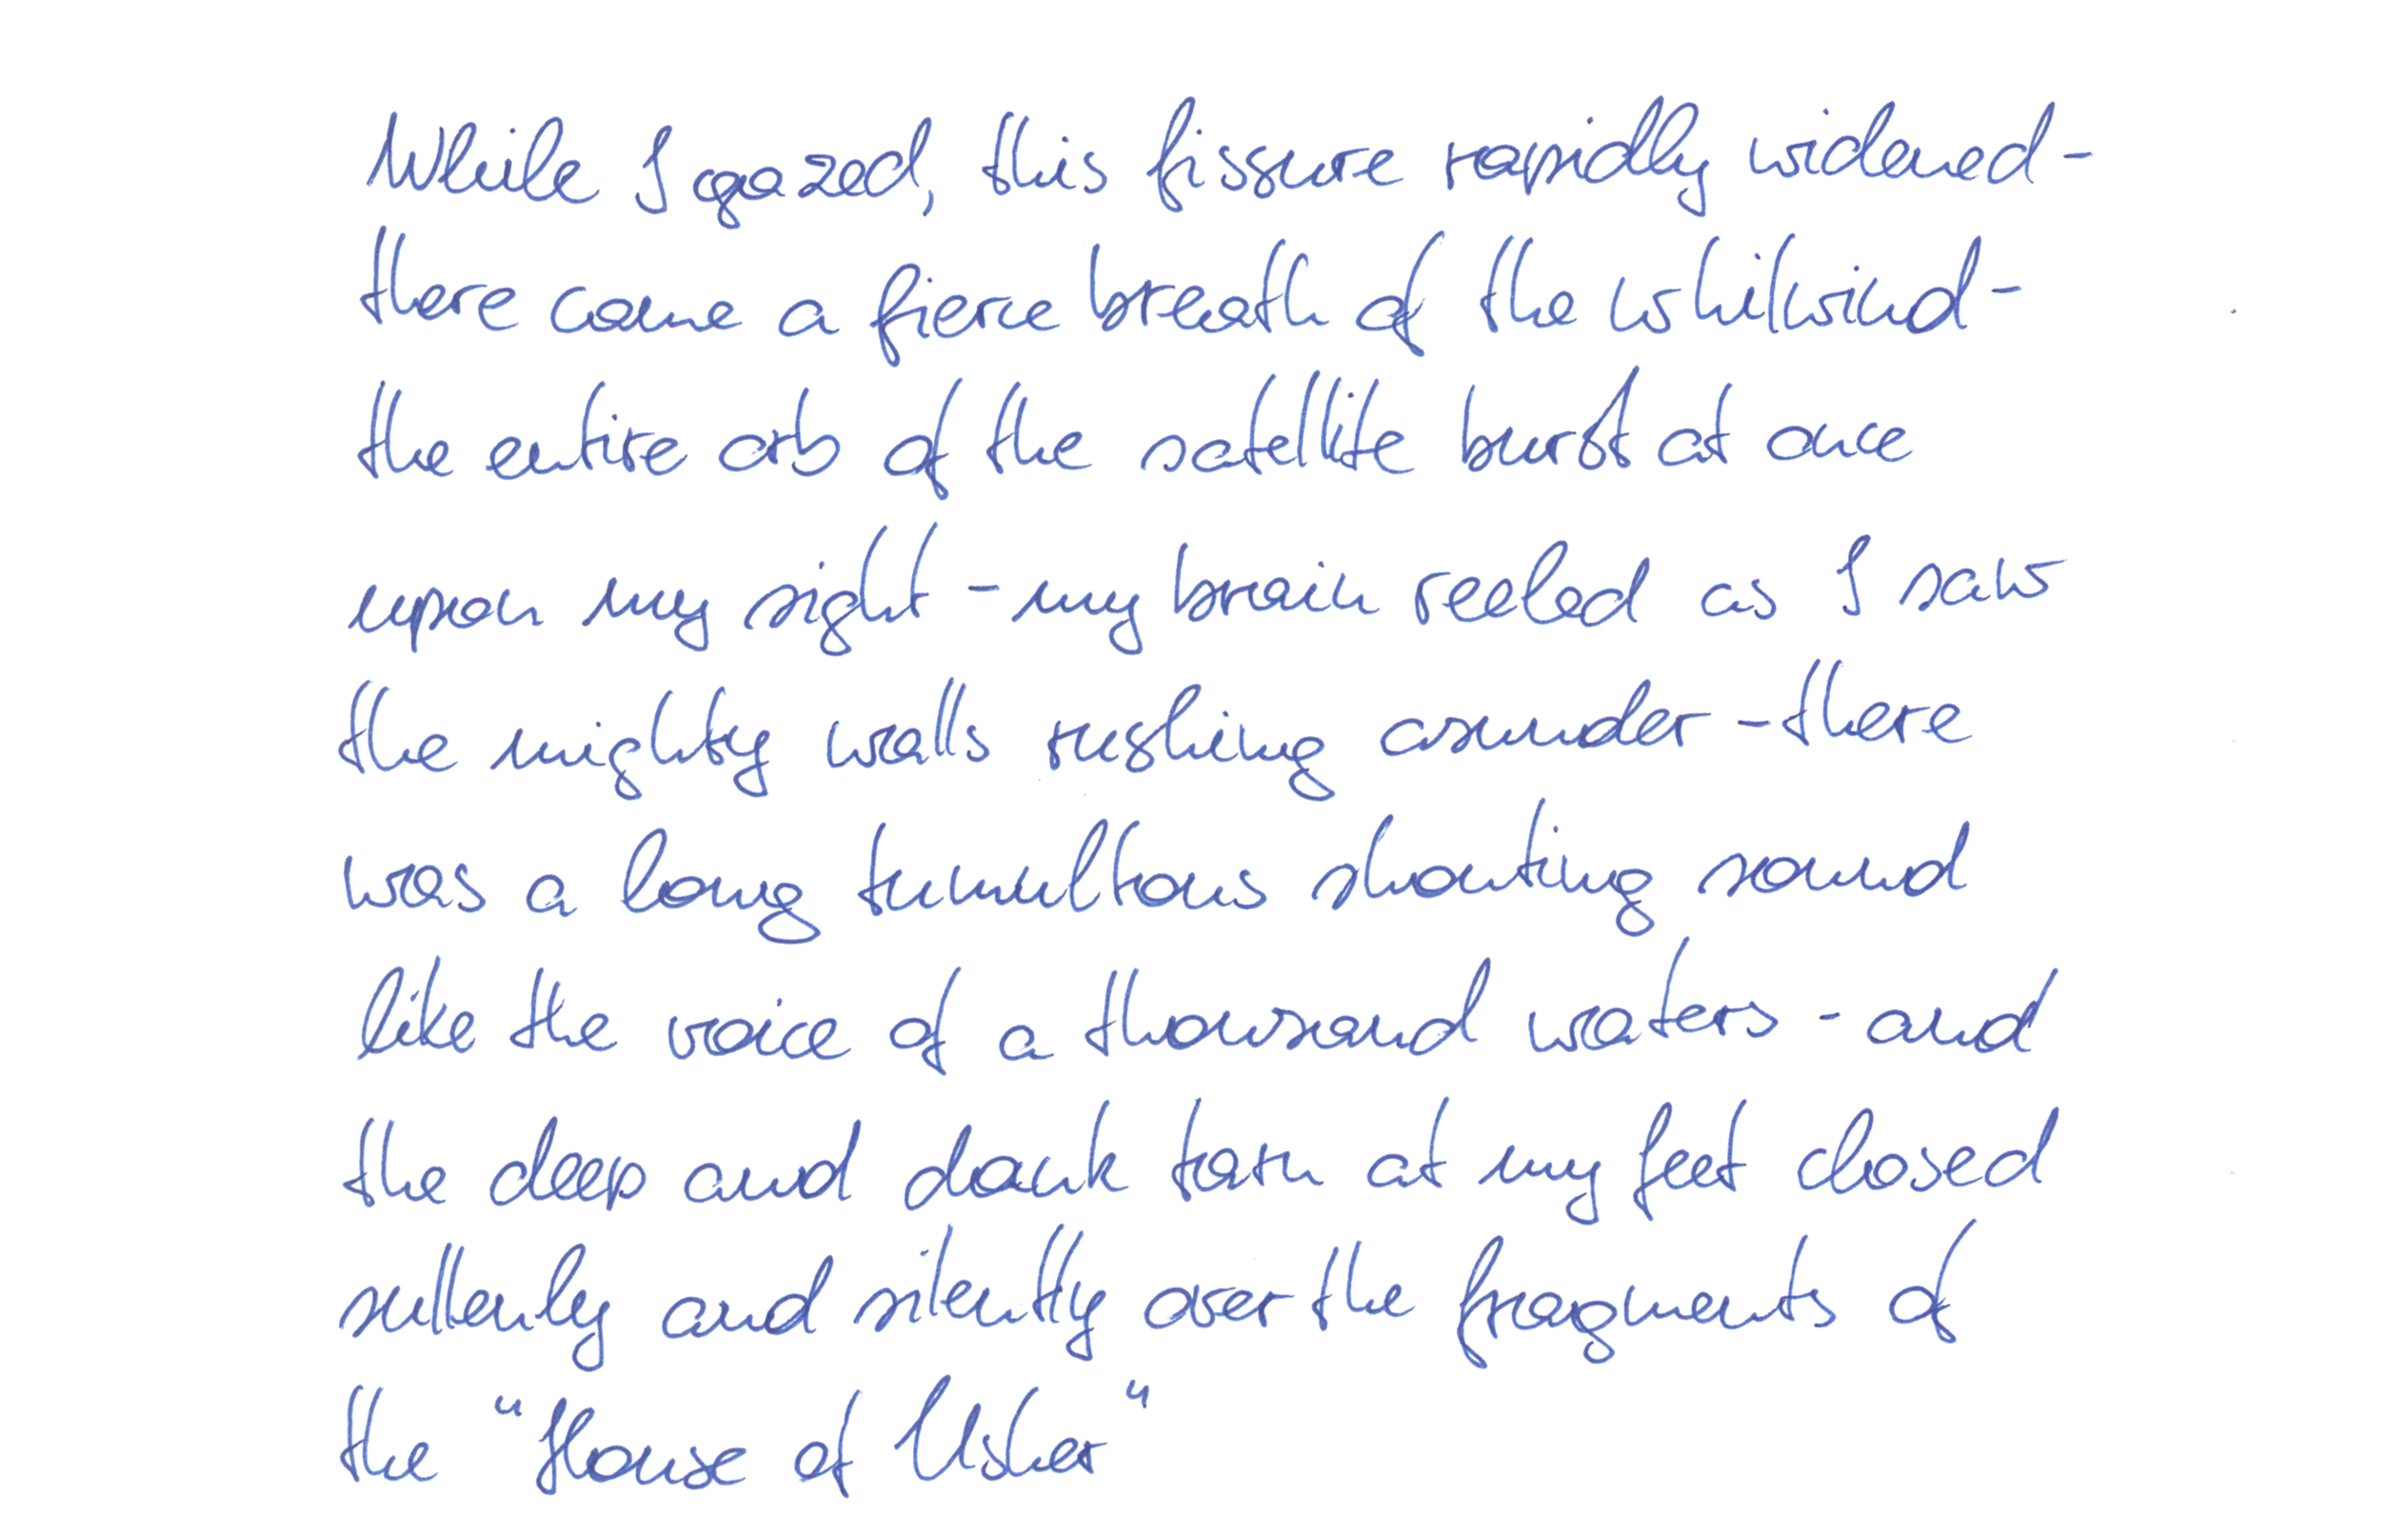 While I gazed, this fissure rapidly widened -
there came a fierce breath of the whilwind -
the entire orb of the satellite burst at once
upon my sight - my brain reeled as I saw
the mighty walls rushing asunder - there
was a long tumultous shouting sound
like the voice of a thousand waters - and
the deep and dank tarn at my feet closed
sullenly and silently over the fragments of
the "House of Usher"